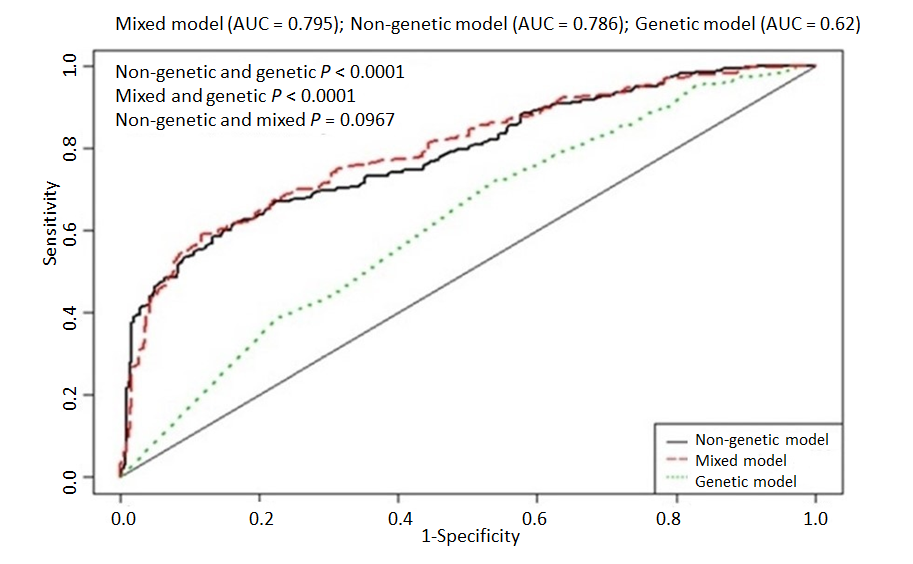 Mixed model (AUC = 0.795); Non-genetic model (AUC = 0.786); Genetic model (AUC = 0.62)
Non-genetic and genetic P < 0.0001
Mixed and genetic P < 0.0001
Non-genetic and mixed P = 0.0967
Sensitivity
1.0
0.8
0.6
0.4
0.2
0.0
Non-genetic model
Mixed model
Genetic model
0.0 0.2 0.4 0.6 0.8 1.0
1-Specificity